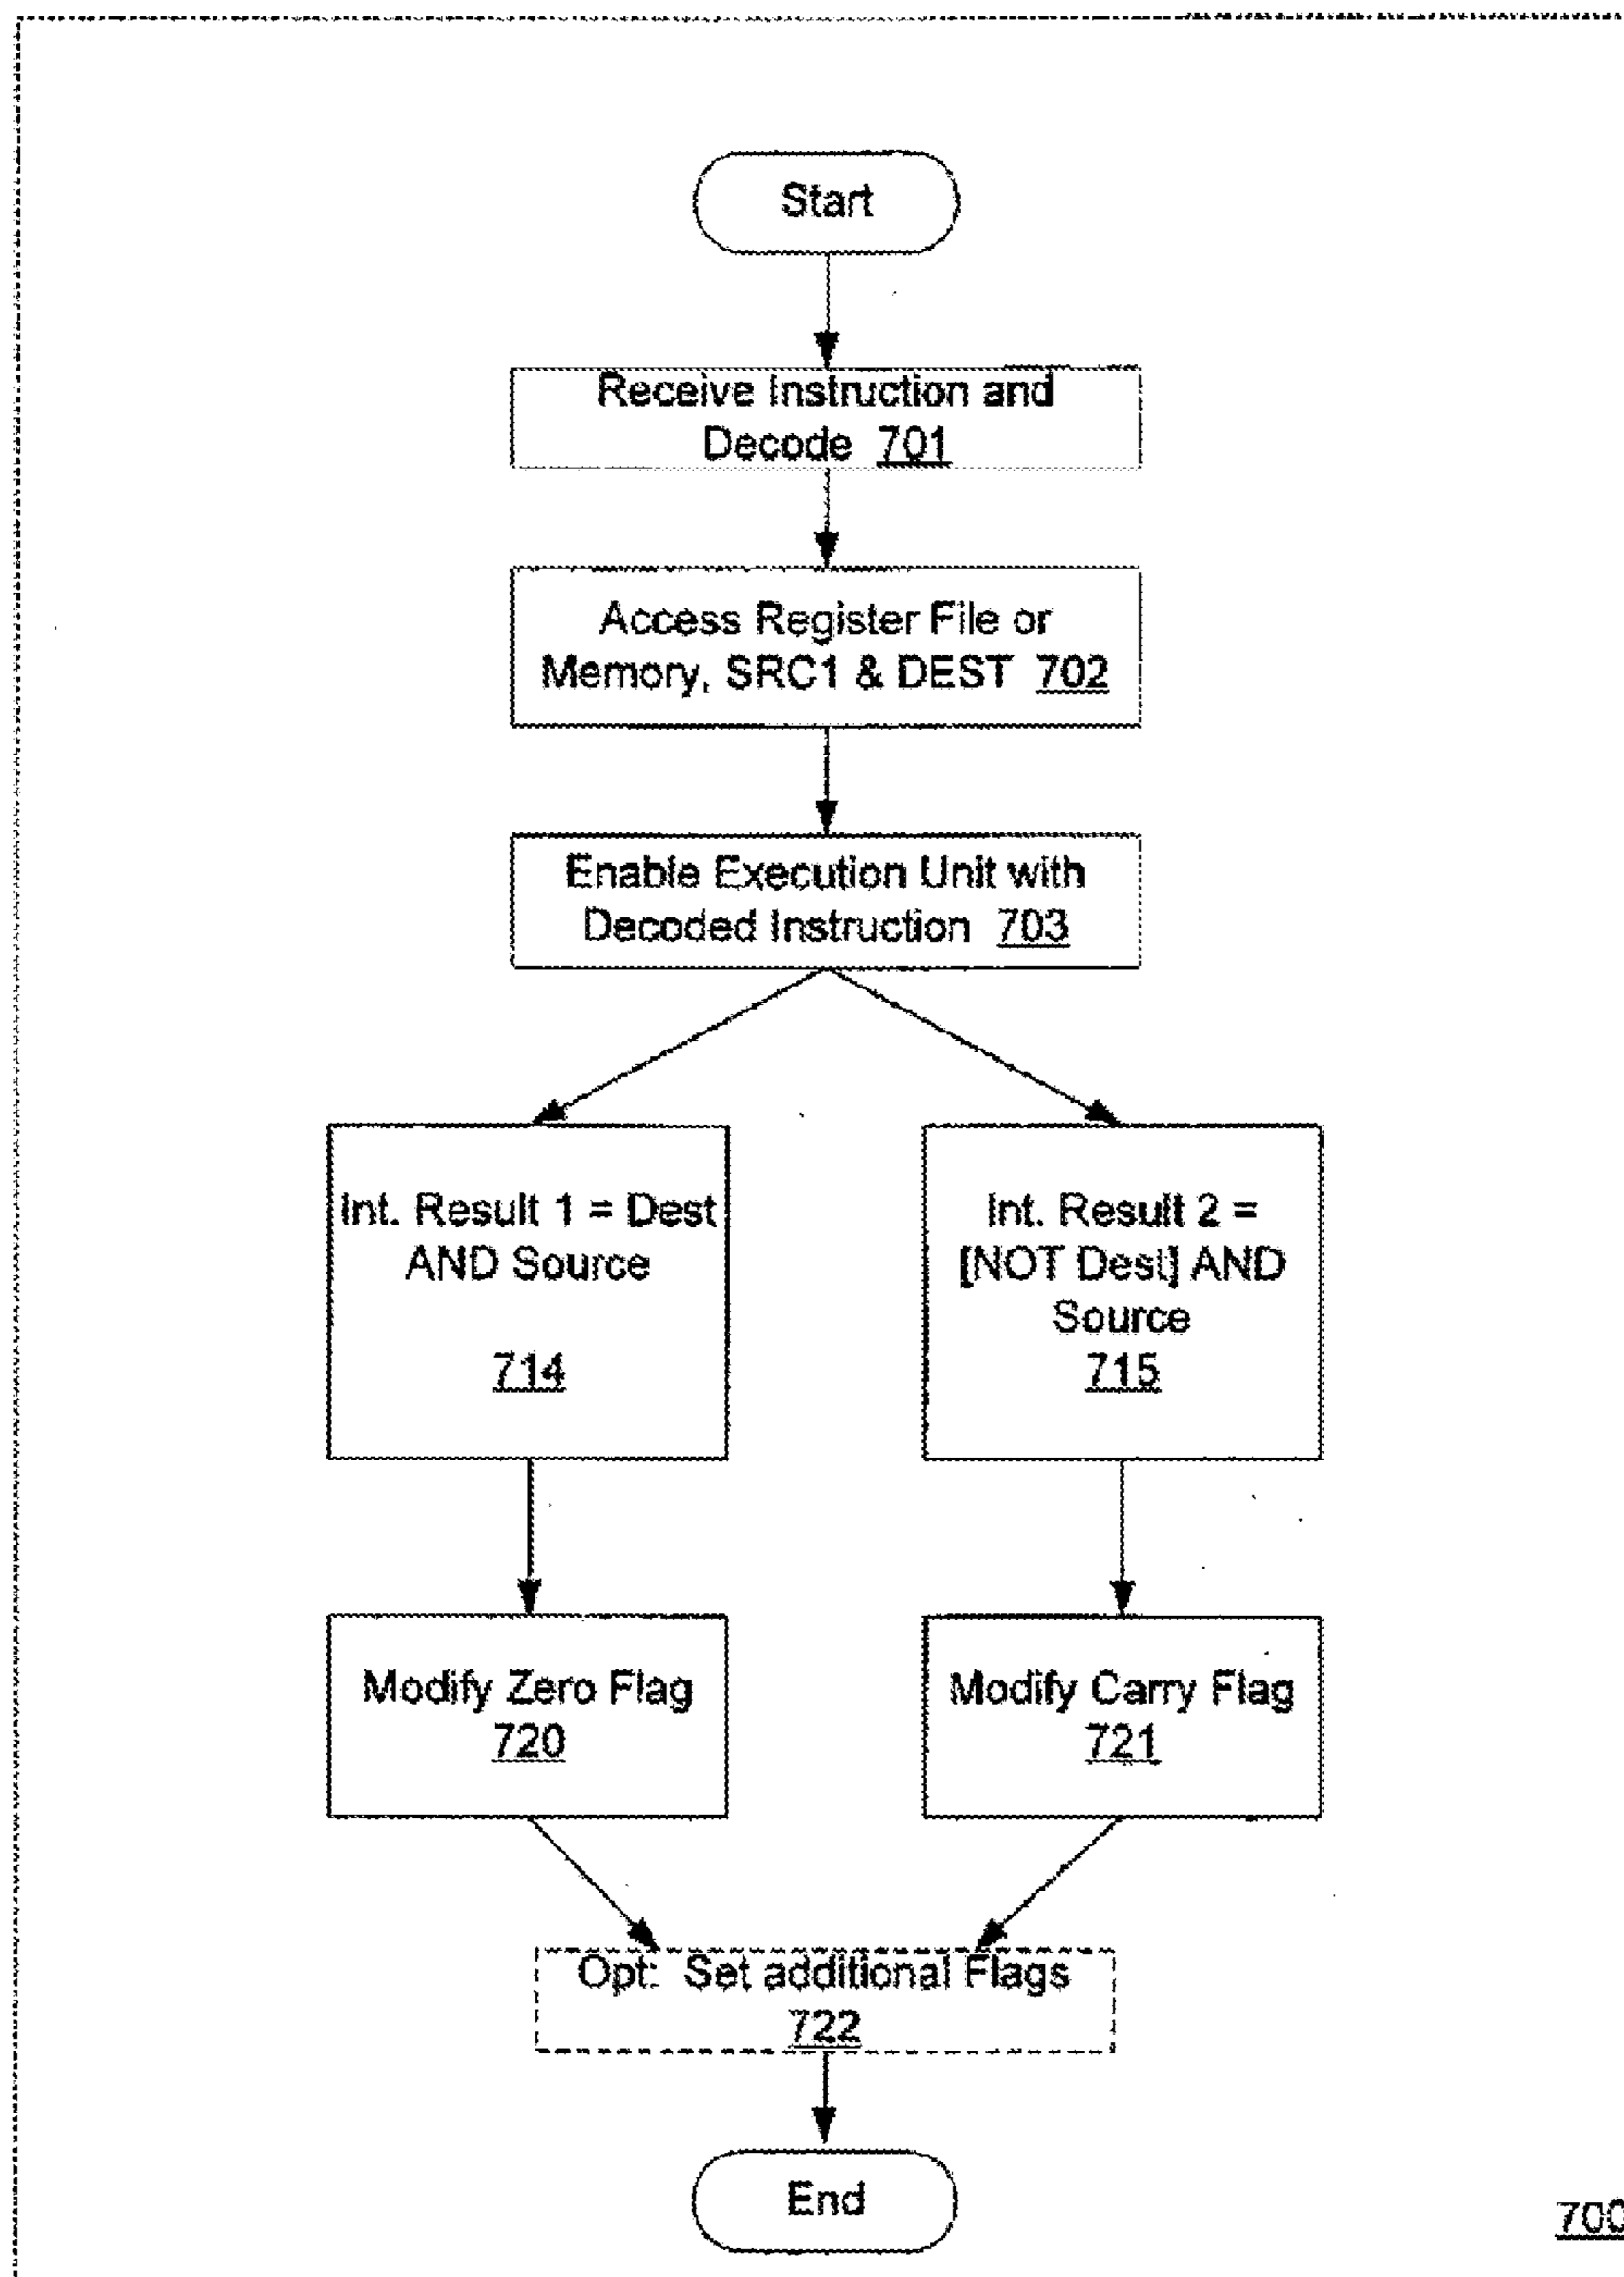 Start
Receive Instruction and
Decode 701
Access Register File or
Memory, SRC1 & DEST 702
Enable Execution Unit with
Decoded Instruction 703
Int. Result 1 = Dest
AND Source
714
Int. Result 2 =
[NOT Dest] AND
Source
715
Modify Zero Flag
720
Modify Carry Flag
721
Opt: Set additional Flags
722
End
700